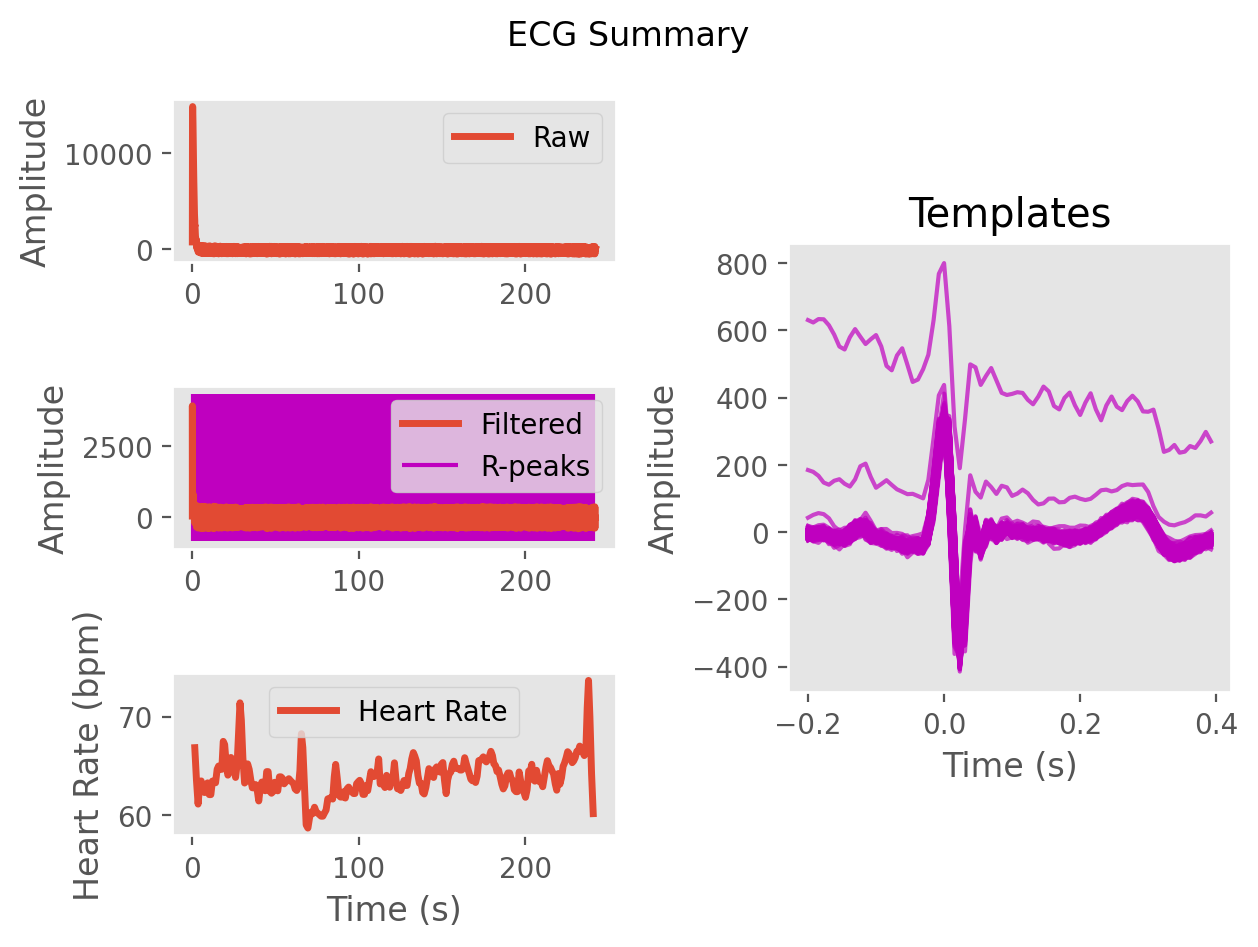 ECG Summary
Amplitude
10000
0
Raw
0
100
200
Amplitude
2500
0
Filtered
R-peaks
0
100
200
Heart Rate (bpm)
70
60
Heart Rate
0
100
200
Time (s)
Templates
Amplitude
800
600
400
200
0
−200
−400
−0.2
0.0
0.2
0.4
Time (s)